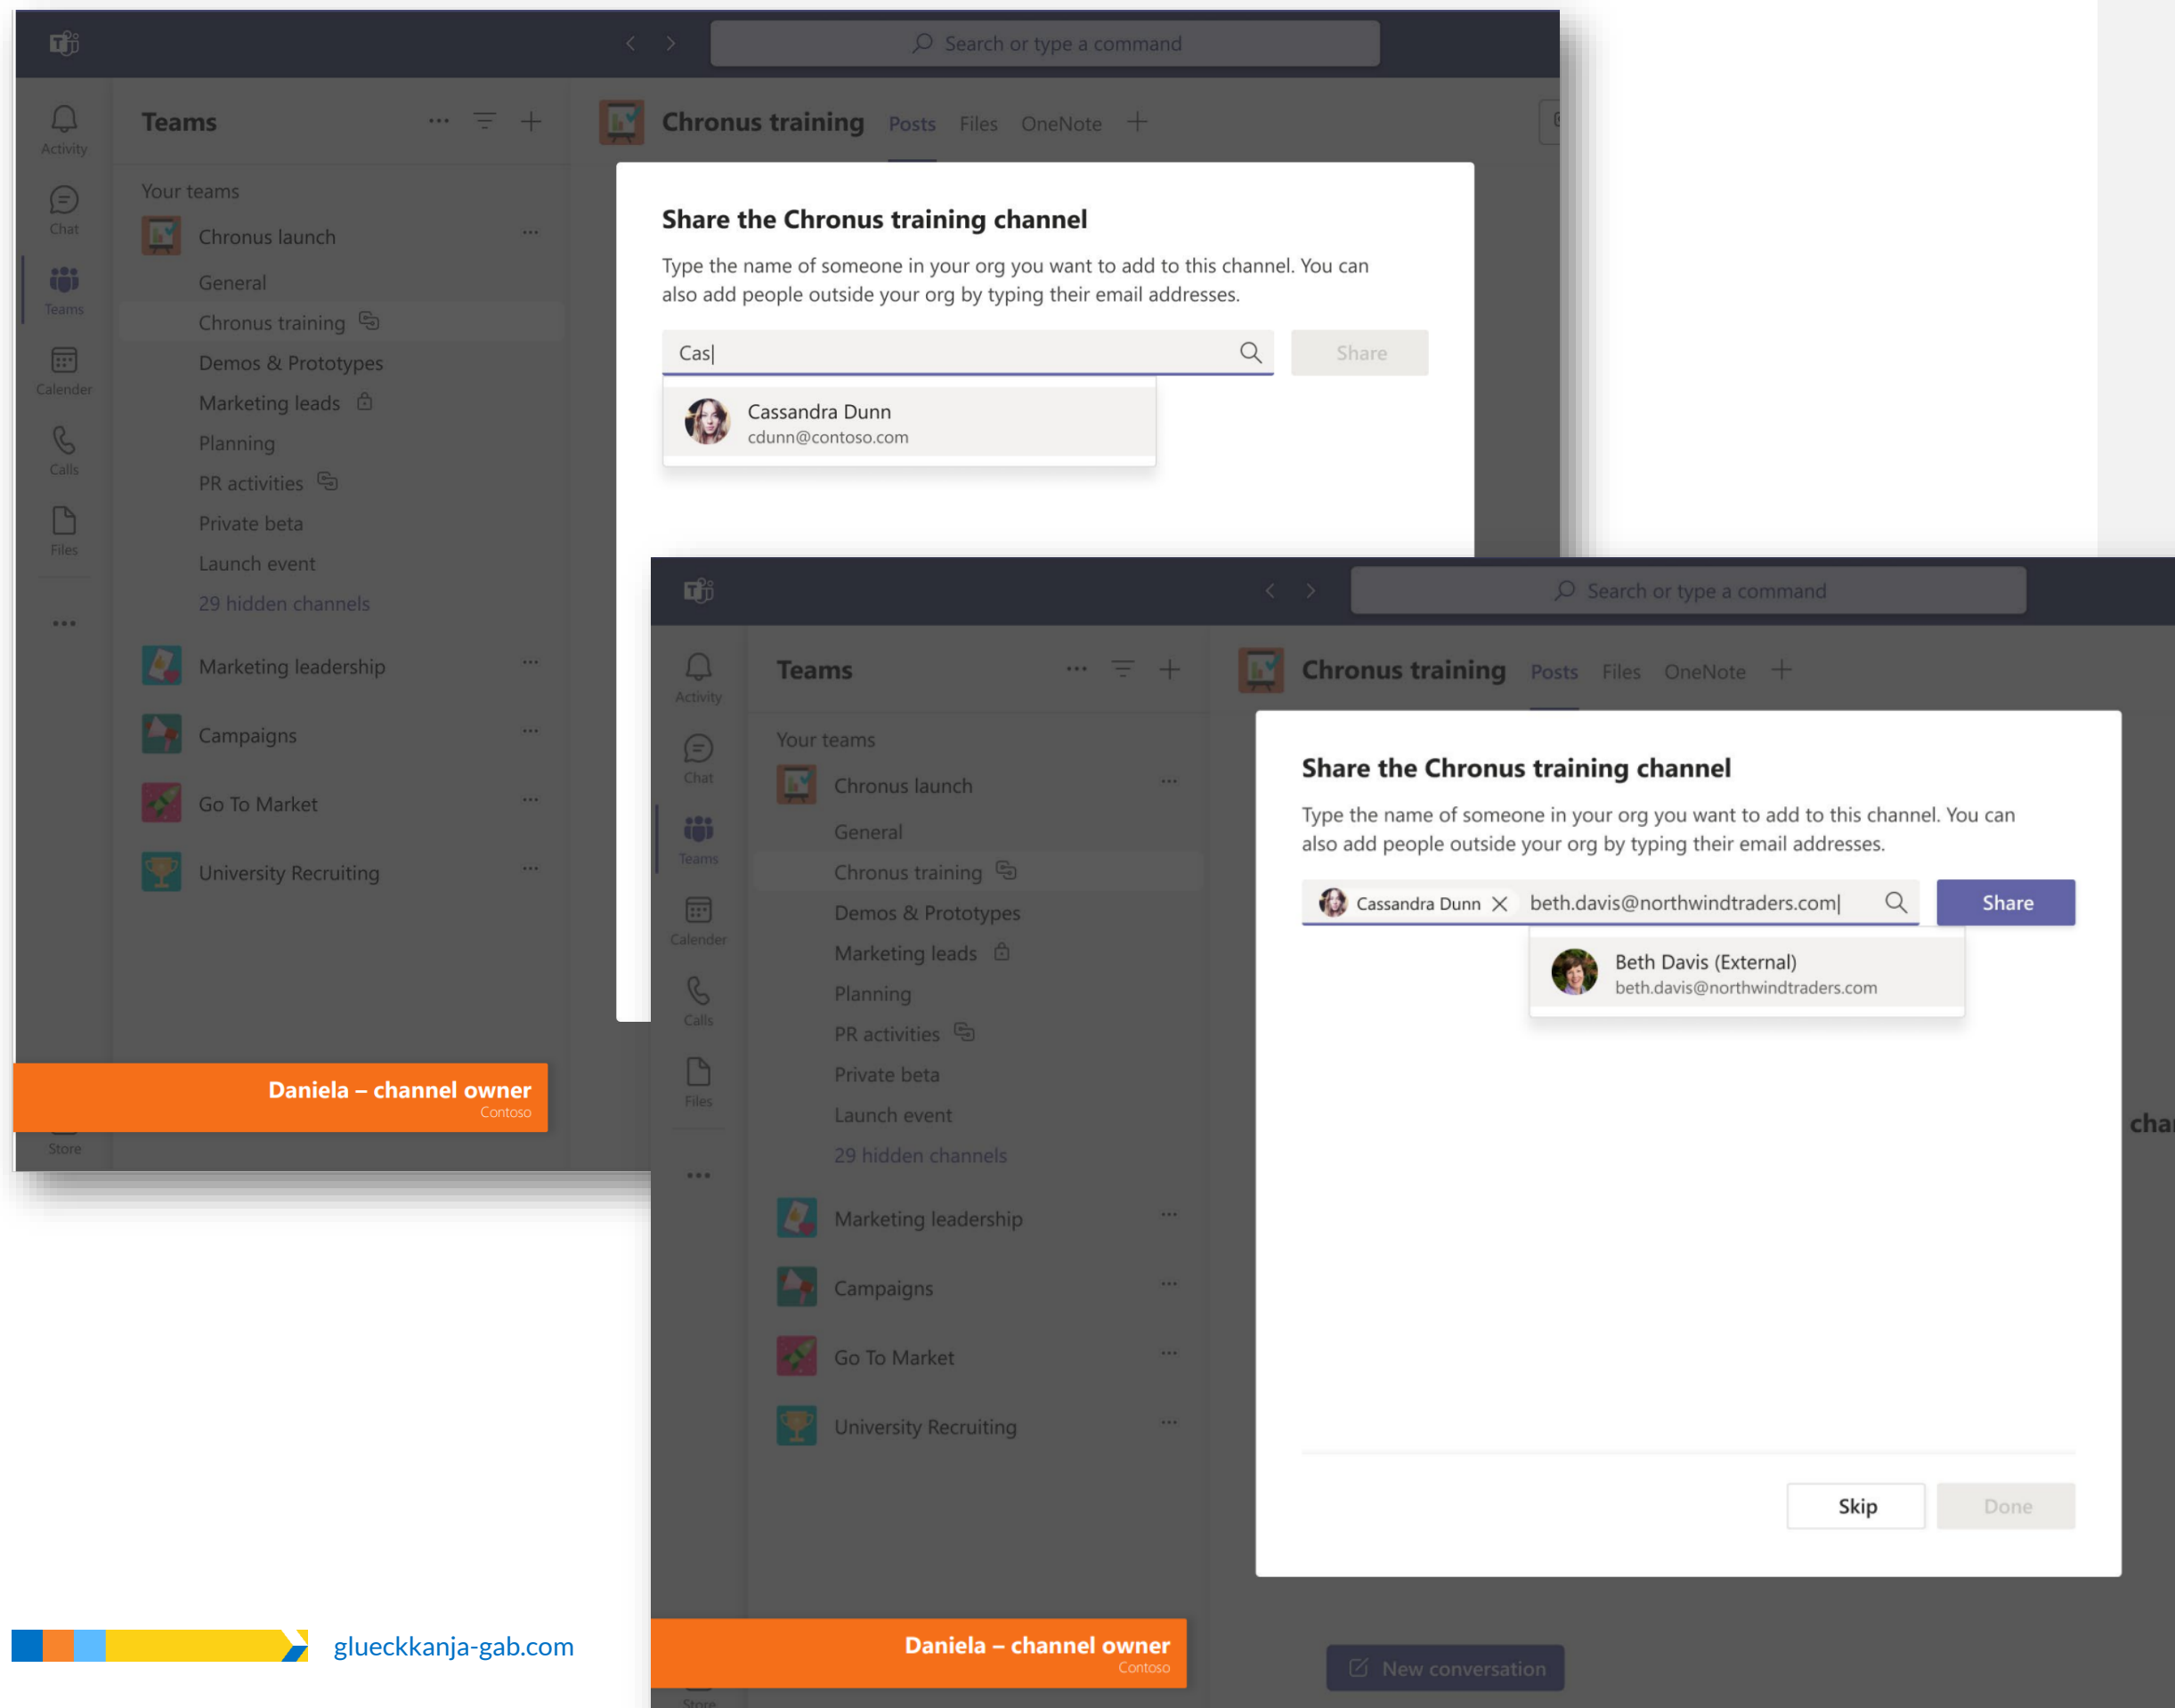 Search or type a command
Activity
Chat
Teams
Calender
Calls
Files
Store
Teams
Your teams
Chronus launch
General
Chronus training
Demos & Prototypes
Marketing leads
Planning
PR activities
Private beta
Launch event
29 hidden channels
Marketing leadership
Campaigns
Go To Market
University Recruiting
Chronus training Posts Files OneNote
Share the Chronus training channel
Type the name of someone in your org you want to add to this channel. You can
also add people outside your org by typing their email addresses.
Cas
Share
Cassandra Dunn
cdunn@contoso.com
Daniela – channel owner
Contoso
Search or type a command
Activity
Chat
Teams
Calender
Calls
Files
Store
Teams
Your teams
Chronus launch
General
Chronus training
Demos & Prototypes
Marketing leads
Planning
PR activities
Private beta
Launch event
29 hidden channels
Marketing leadership
Campaigns
Go To Market
University Recruiting
Chronus training Posts Files OneNote
Share the Chronus training channel
Type the name of someone in your org you want to add to this channel. You can
also add people outside your org by typing their email addresses.
Cassandra Dunn beth.davis@northwindtraders.com
Share
Beth Davis (External)
beth.davis@northwindtraders.com
Skip
Done
New conversation
Daniela – channel owner
Contoso
glueckkanja-gab.com